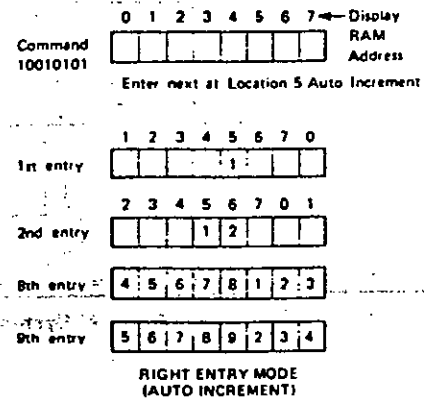 0 1 2 3 4 5 6 7 Display
RAM
Address
Command
10010101
Enter next at Location 5 Auto Increment
1 2 3 4 5 6 7 0
1st entry 1
2 3 4 5 6 7 0 1
2nd entry 1 2
8th entry 4 5 6 7 8 1 2 3
9th entry 5 6 7 8 9 2 3 4
RIGHT ENTRY MODE
(AUTO INCREMENT)